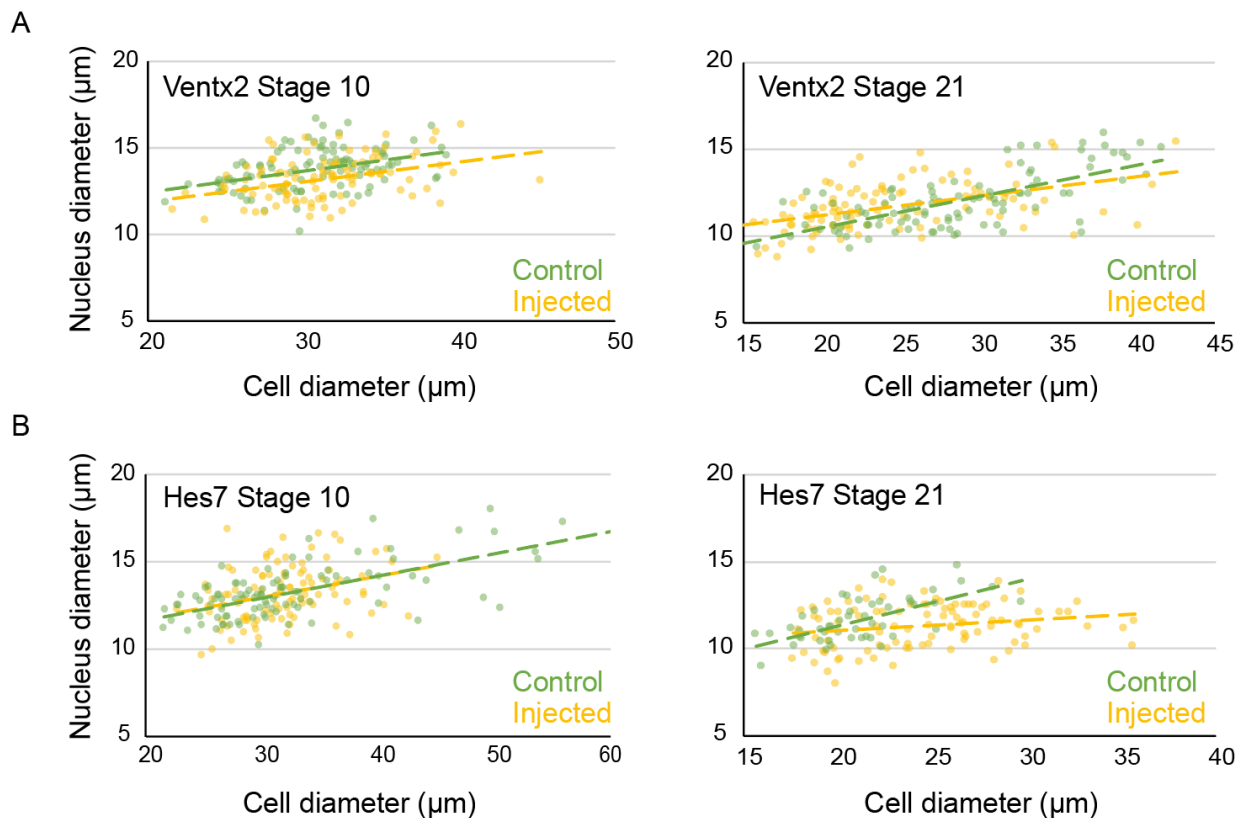 A
Nucleus diameter (µm)
20
15
10
5
Ventx2 Stage 10
Control
Injected
20
30
40
50
Cell diameter (µm)
20
15
10
5
Ventx2 Stage 21
Control
Injected
15
20
25
30
35
40
45
Cell diameter (µm)
B
Nucleus diameter (µm)
20
15
10
5
Hes7 Stage 10
Control
Injected
20
30
40
50
60
Cell diameter (µm)
20
15
10
5
Hes7 Stage 21
Control
Injected
15
20
25
30
35
40
Cell diameter (µm)